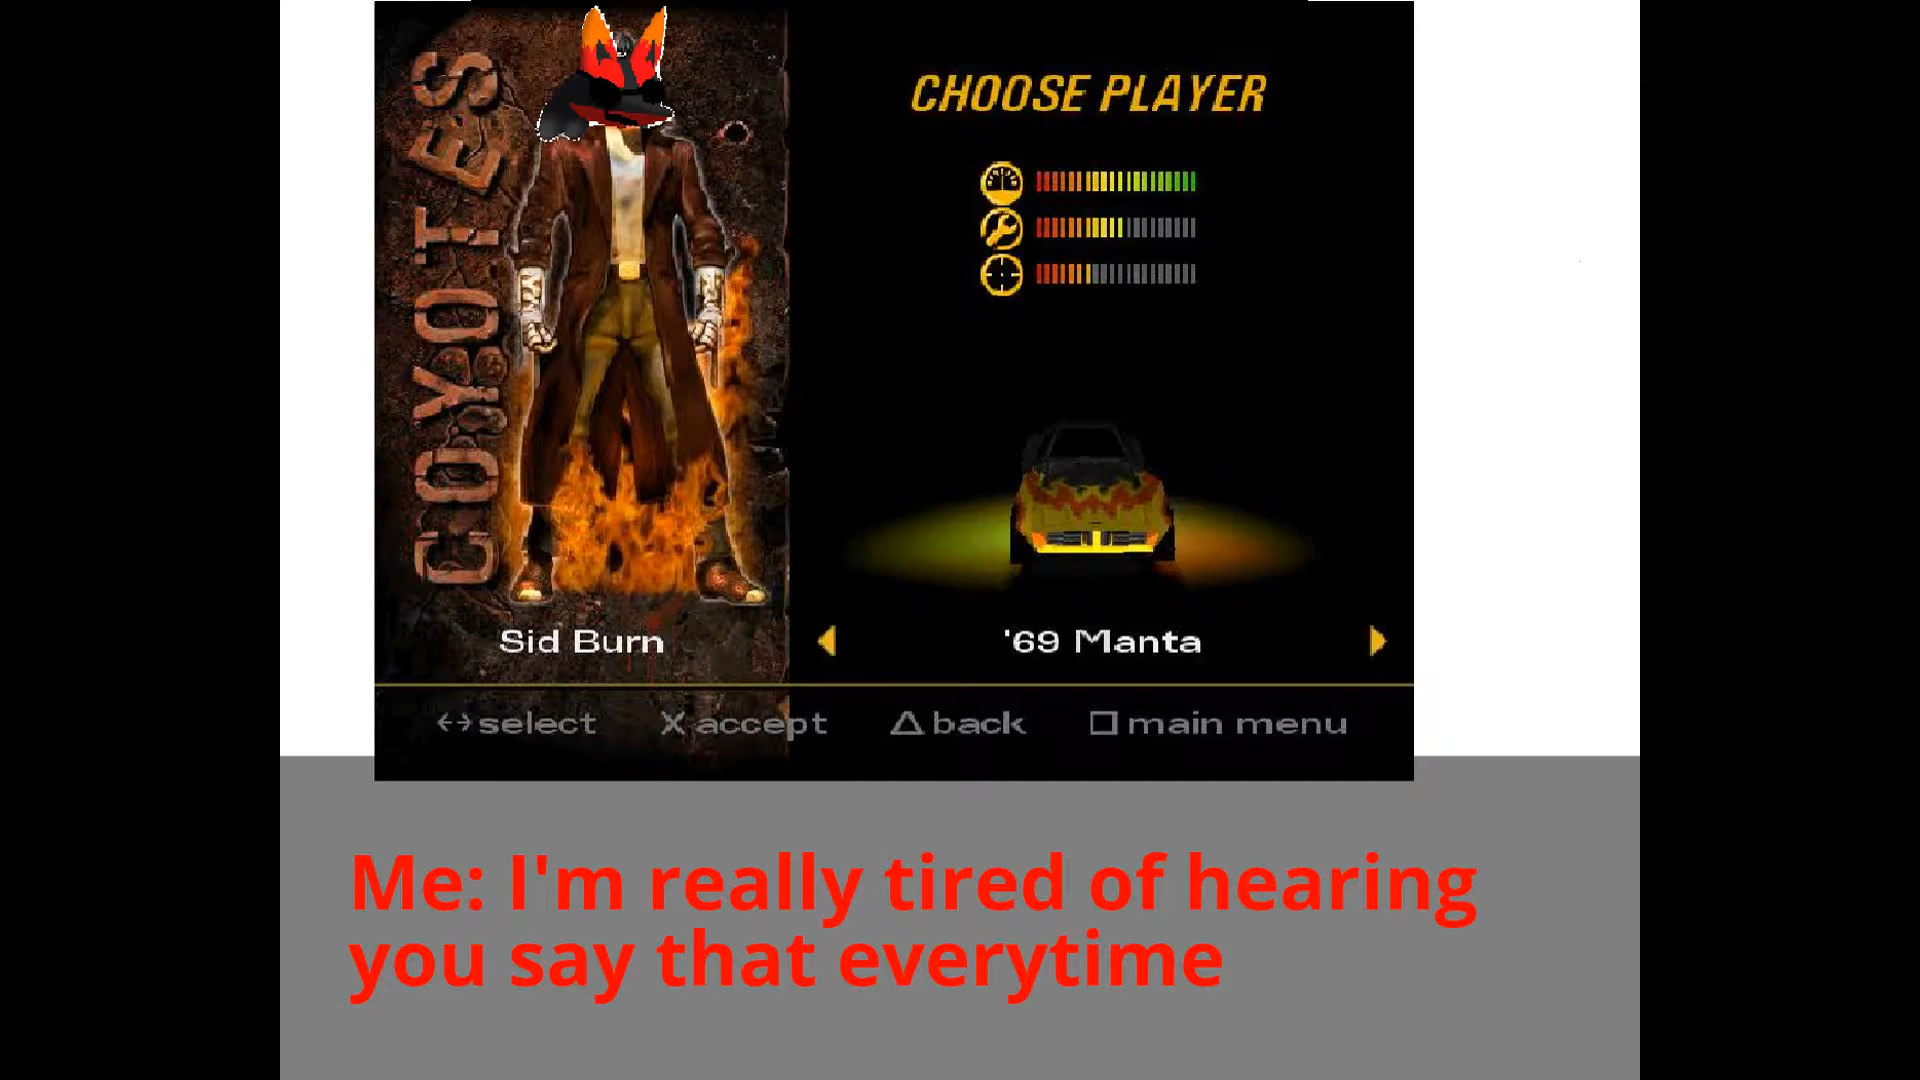 COYOTES
CHOOSE PLAYER
Sid Burn
'69 Manta
↔select X accept △ back □ main menu
Me: I'm really tired of hearing
you say that everytime